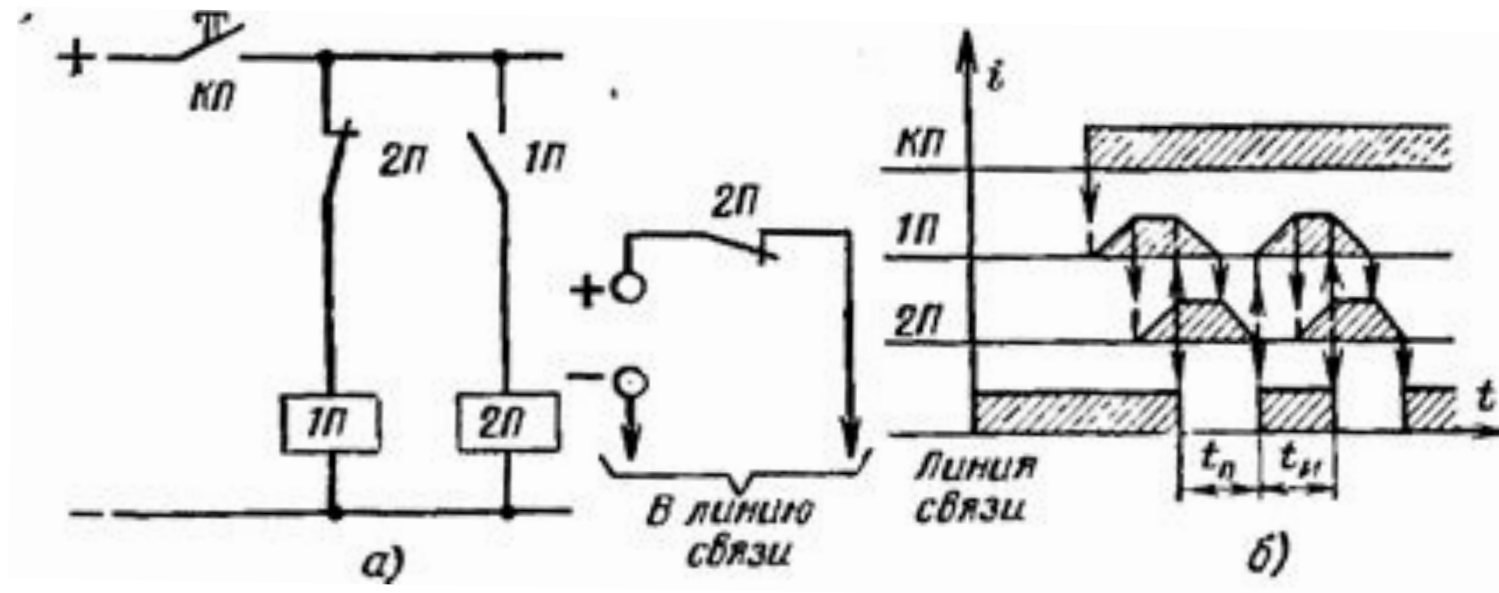 +
КП
2П
1П
2П
+
−
1П
2П
−
В линию
связи
а)
i
КП
1П
2П
t
tп
tи
Линия
связи
б)